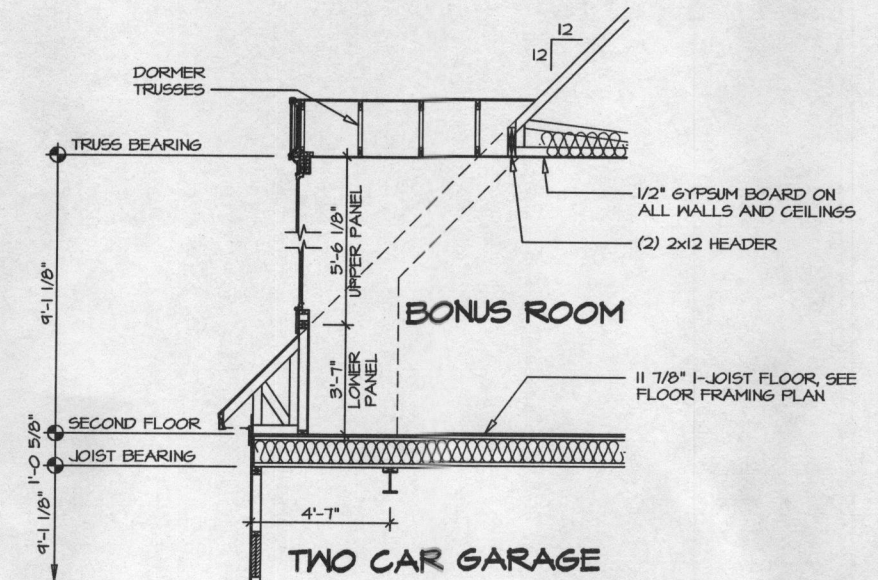 12
12
DORMER
TRUSSES
TRUSS BEARING
1/2" GYPSUM BOARD ON
ALL WALLS AND CEILINGS
(2) 2x12 HEADER
5'-6 1/8"
UPPER PANEL
9'-1 1/8"
BONUS ROOM
3'-7"
LOWER
PANEL
11 7/8" I-JOIST FLOOR, SEE
FLOOR FRAMING PLAN
SECOND FLOOR
1'-0 5/8"
JOIST BEARING
9'-1 1/8"
4'-7"
TWO CAR GARAGE